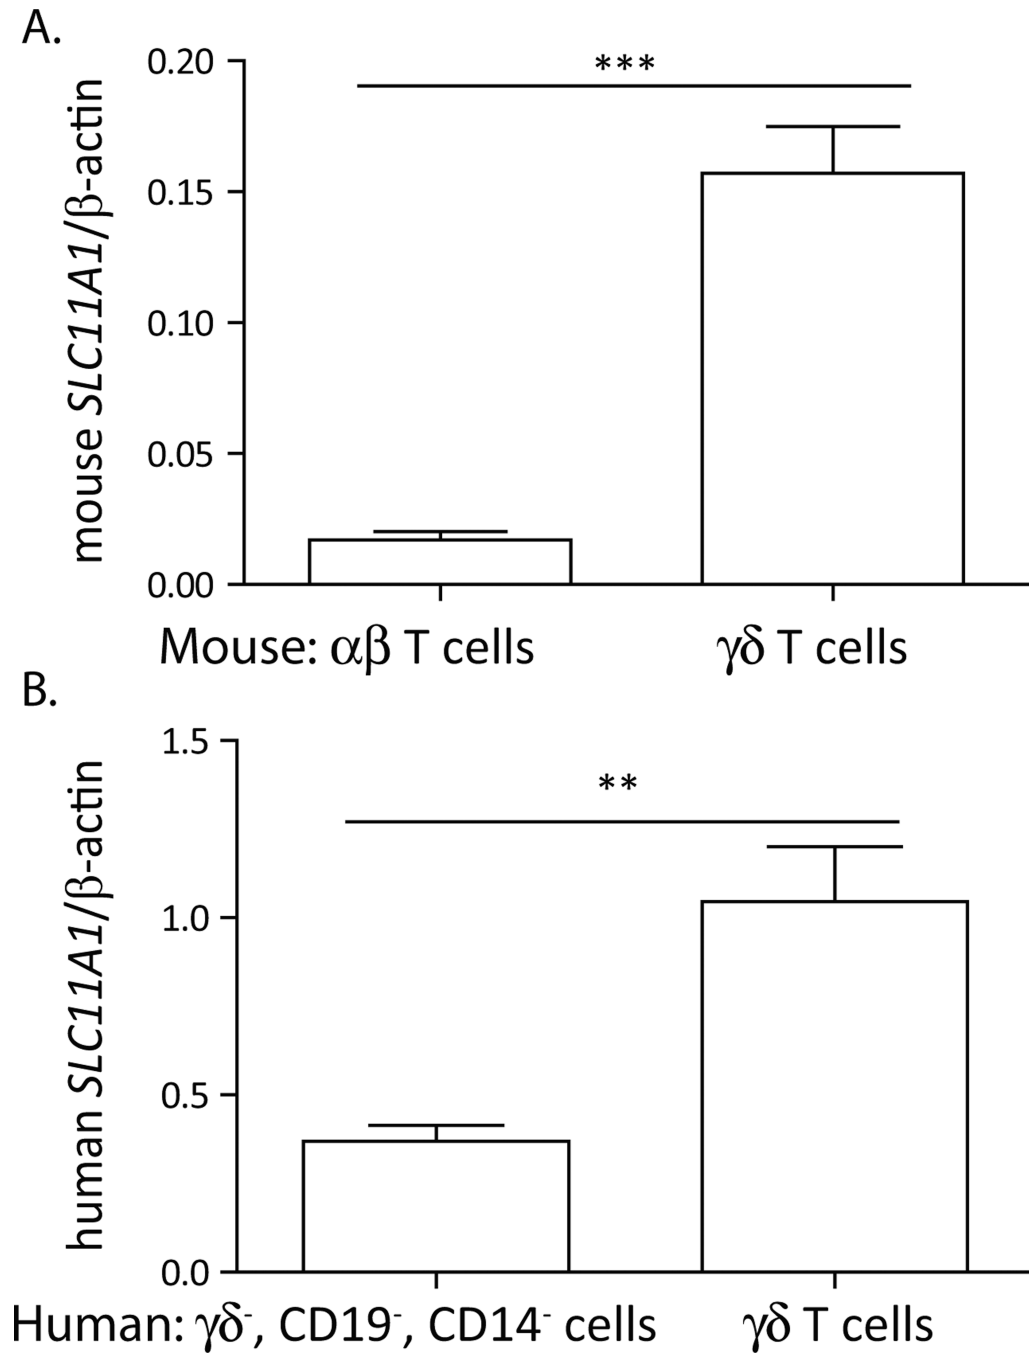 A.
mouse SLC11A1/β-actin
0.20
0.15
0.10
0.05
0.00
***
Mouse: αβ T cells
γδ T cells
B.
human SLC11A1/β-actin
1.5
1.0
0.5
0.0
**
Human: γδ⁻, CD19⁻, CD14⁻ cells
γδ T cells